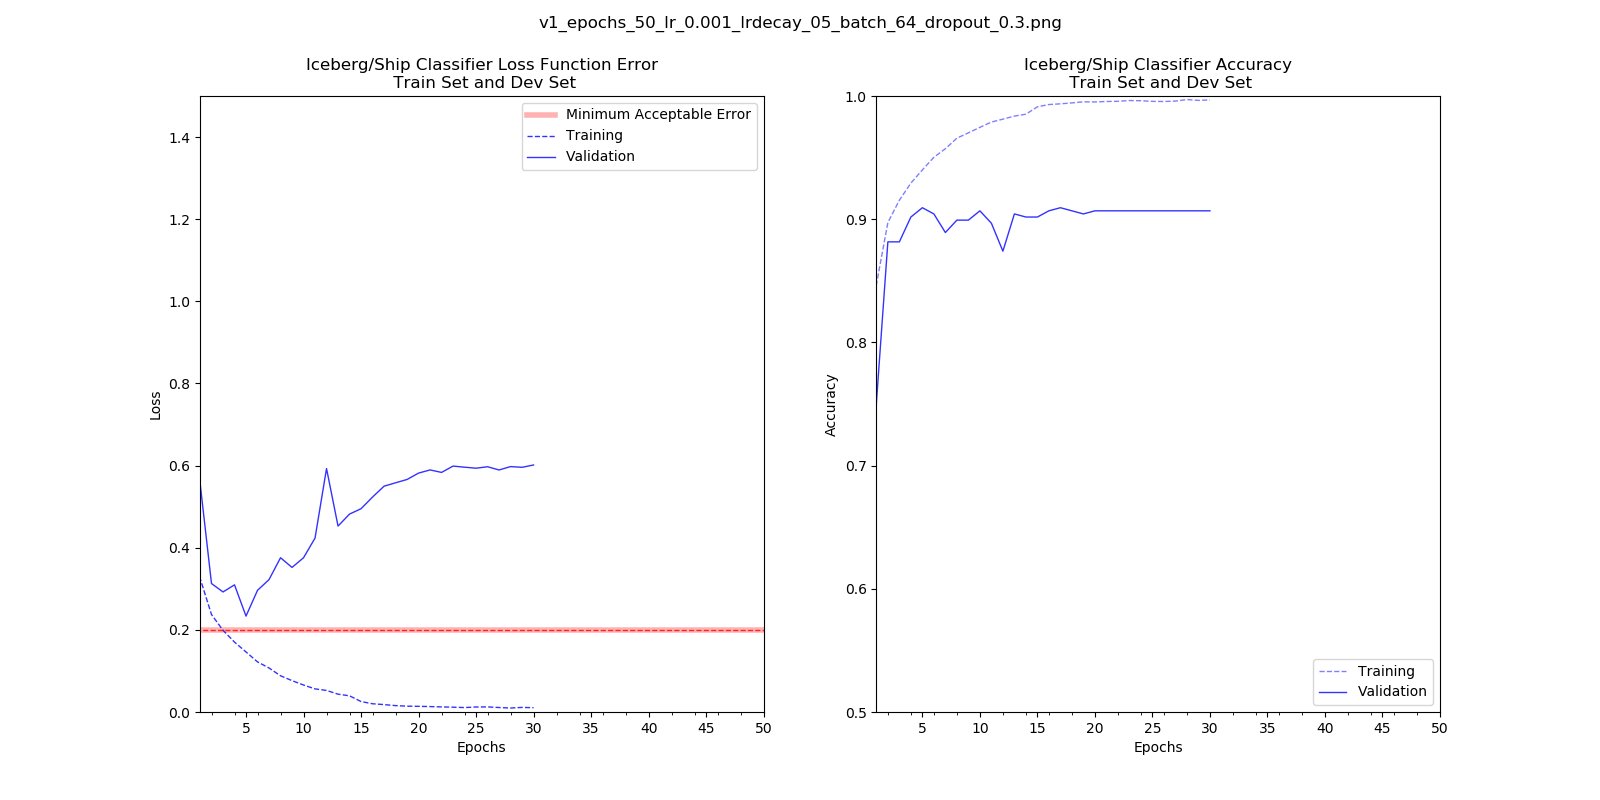 v1_epochs_50_lr_0.001_lrdecay_05_batch_64_dropout_0.3.png
Iceberg/Ship Classifier Loss Function Error
Train Set and Dev Set
Minimum Acceptable Error
Training
Validation
1.4
1.2
1.0
0.8
0.6
0.4
0.2
0.0
Loss
5 10 15 20 25 30 35 40 45 50
Epochs
Iceberg/Ship Classifier Accuracy
Train Set and Dev Set
1.0
0.9
0.8
0.7
0.6
0.5
Accuracy
Training
Validation
5 10 15 20 25 30 35 40 45 50
Epochs